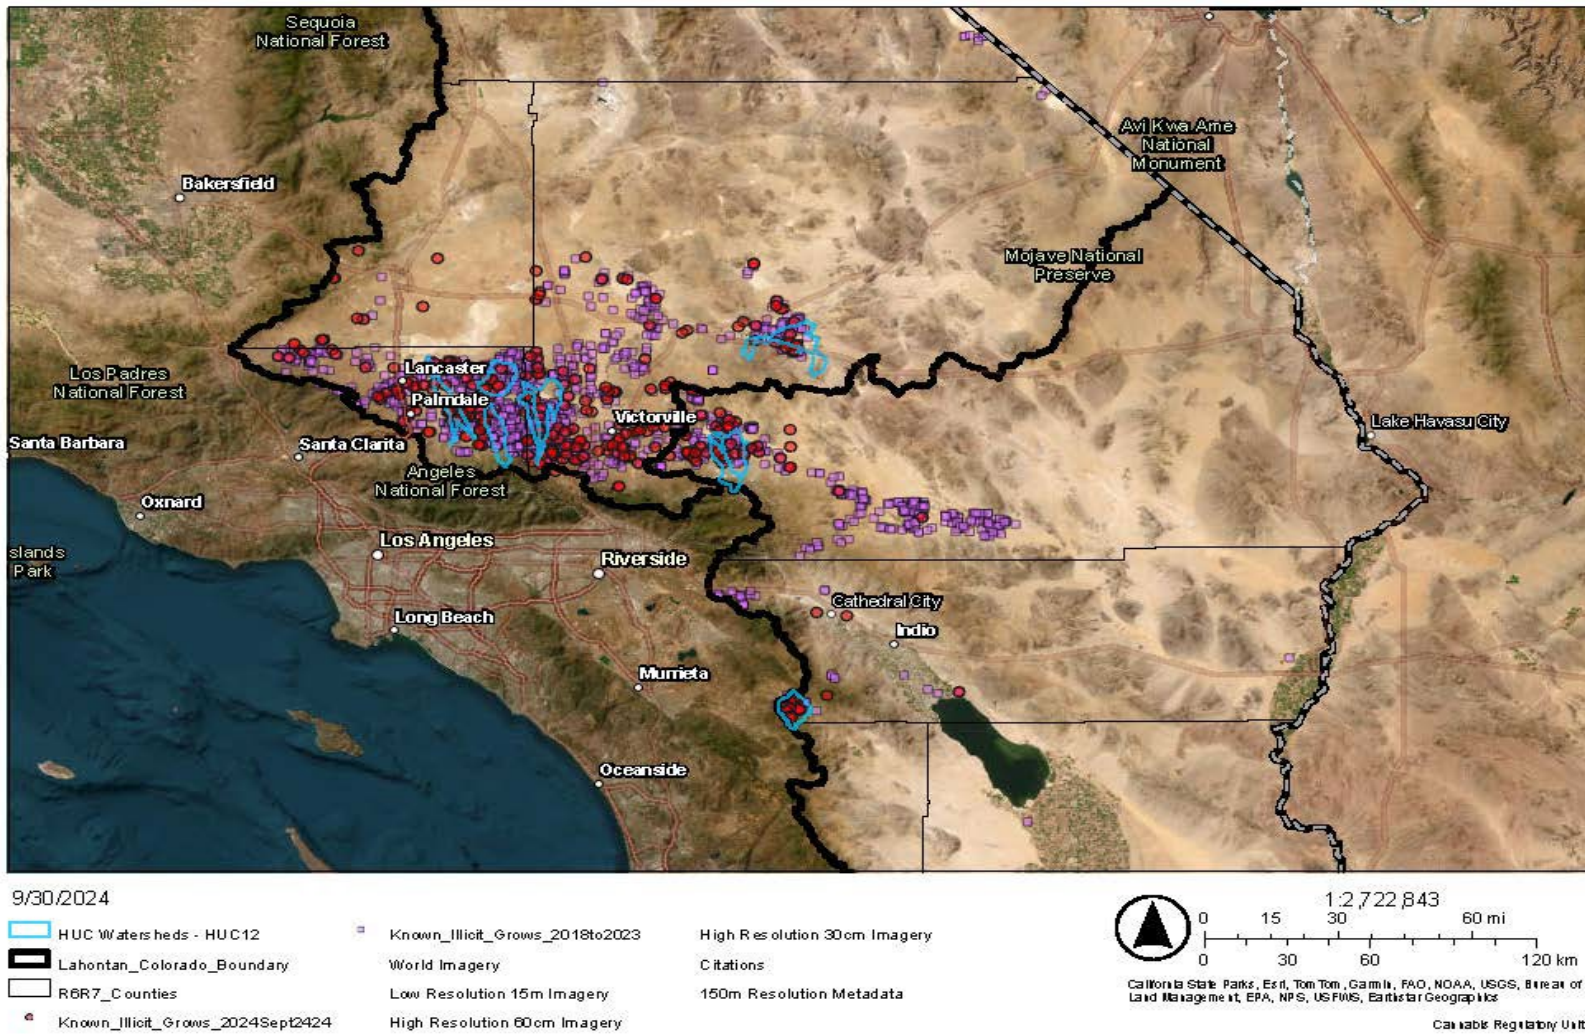 Sequoia
National Forest
Avi Kwa Ame
National
Monument
Bakersfield
Mojave National
Preserve
Los Padres
National Forest
Lancaster
Palmdale
Victorville
Lake Havasu City
Santa Barbara
Santa Clarita
Angeles
National Forest
Oxnard
slands
Park
Los Angeles
Riverside
Cathedral City
Long Beach
Indio
Murrieta
Oceanside
9/30/2024
HUC Watersheds - HUC12
Lahontan_Colorado_Boundary
R6R7_Counties
Known_Illicit_Grows_2024Sept2424
Known_Illicit_Grows_2018to2023
World Imagery
Low Resolution 15m Imagery
High Resolution 60cm Imagery
High Resolution 30cm Imagery
Citations
150m Resolution Metadata
1:2,722,843
0 15 30 60 mi
0 30 60 120 km
California State Parks, Esri, TomTom, Garmin, FAO, NOAA, USGS, Bureau of
Land Management, EPA, NPS, USFWS, Earthstar Geographics
Cannabis Regulatory Unit